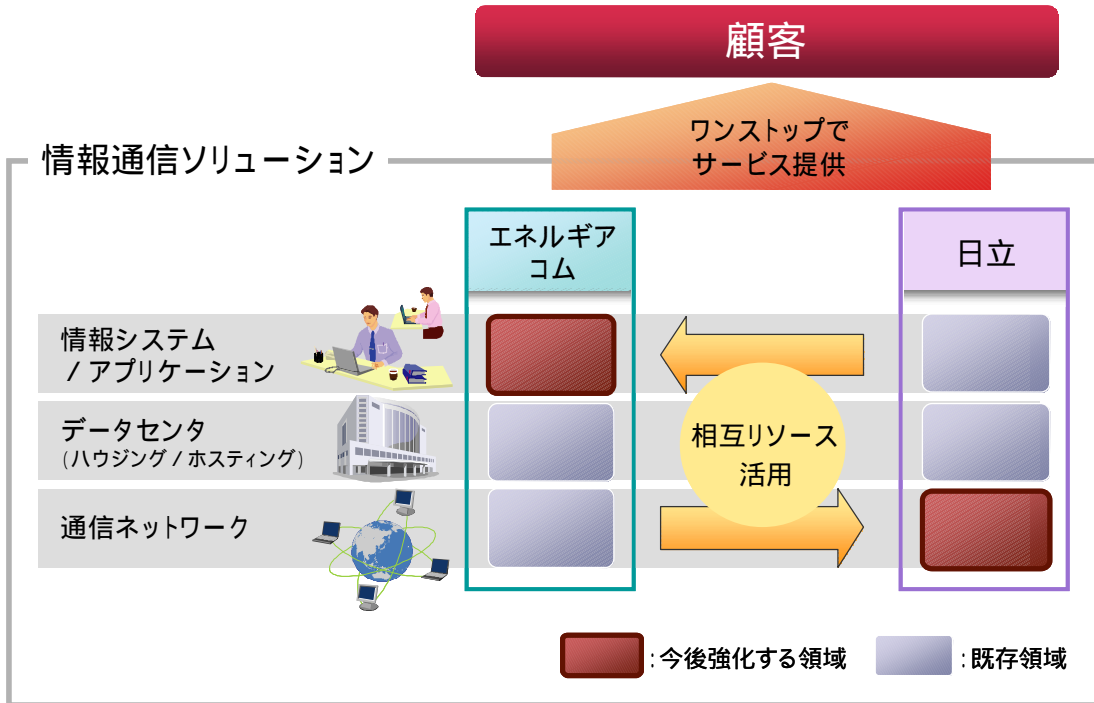 顧客
ワンストップで
サービス提供
情報通信ソリューション
エネルギア
コム
日立
情報システム
/ アプリケーション
データセンタ
(ハウジング / ホスティング)
通信ネットワーク
相互リソース
活用
:今後強化する領域
:既存領域